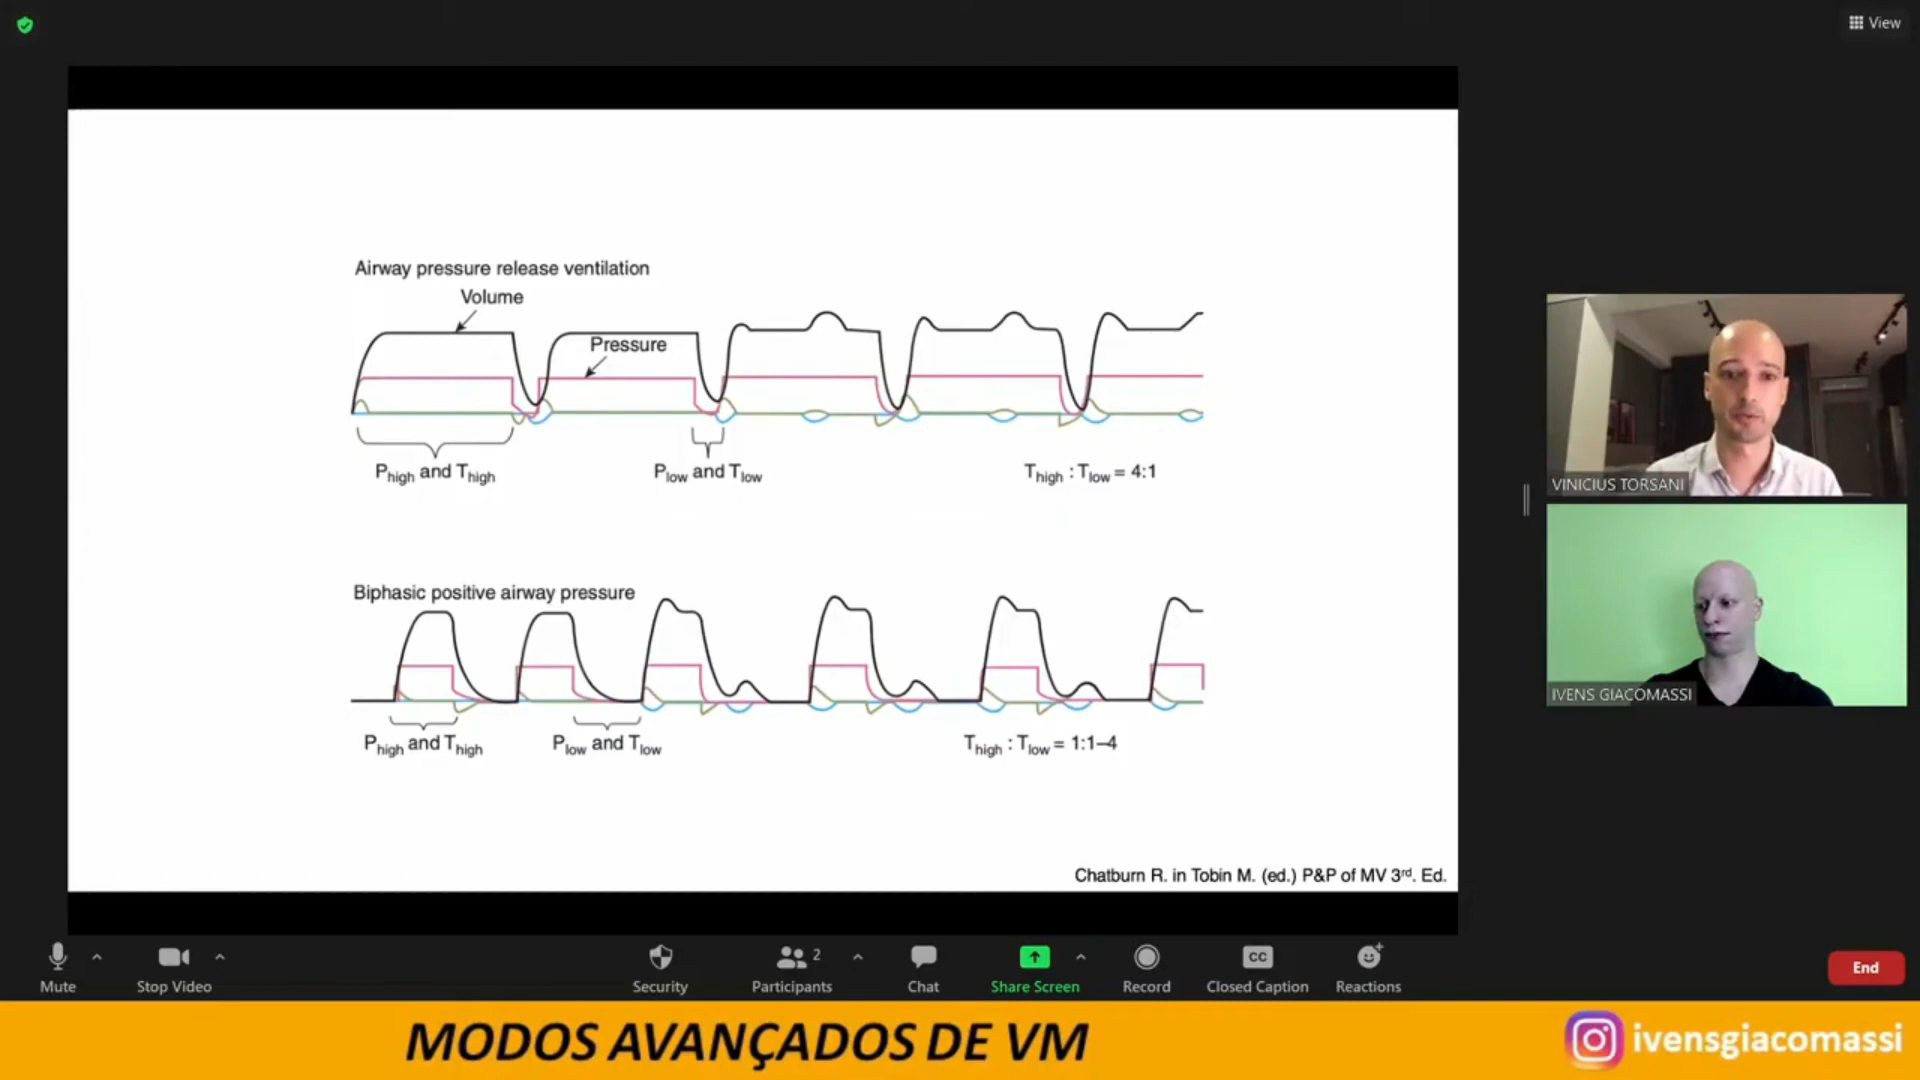 View
Airway pressure release ventilation
Volume
Pressure
Phigh and Thigh
Plow and Tlow
Thigh : Tlow = 4:1
Biphasic positive airway pressure
Phigh and Thigh
Plow and Tlow
Thigh : Tlow = 1:1–4
Chatburn R. in Tobin M. (ed.) P&P of MV 3rd. Ed.
VINICIUS TORSANI
IVENS GIACOMASSI
Mute
Stop Video
Security
2
Participants
Chat
Share Screen
Record
CC
Closed Caption
Reactions
End
MODOS AVANÇADOS DE VM
ivensgiacomassi